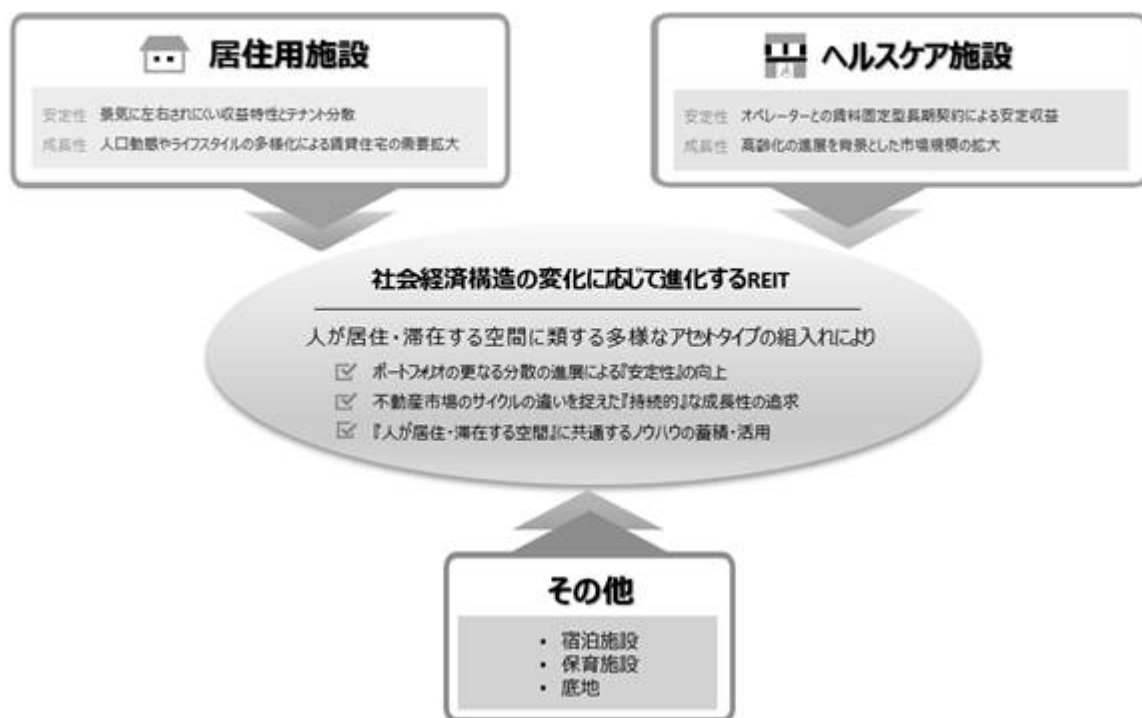 居住用施設
安定性 景気に左右されにくい収益特性とテナント分散
成長性 人口動態やライフスタイルの多様化による賃貸住宅の需要拡大
ヘルスケア施設
安定性 オペレーターとの賃料固定型長期契約による安定収益
成長性 高齢化の進展を背景とした市場規模の拡大
社会経済構造の変化に応じて進化するREIT
人が居住・滞在する空間に類する多様なアセットタイプの組入れにより
ポートフォリオの更なる分散の進展による『安定性』の向上
不動産市場のサイクルの違いを捉えた『持続的』な成長性の追求
『人が居住・滞在する空間』に共通するノウハウの蓄積・活用
その他
• 宿泊施設
• 保育施設
• 底地